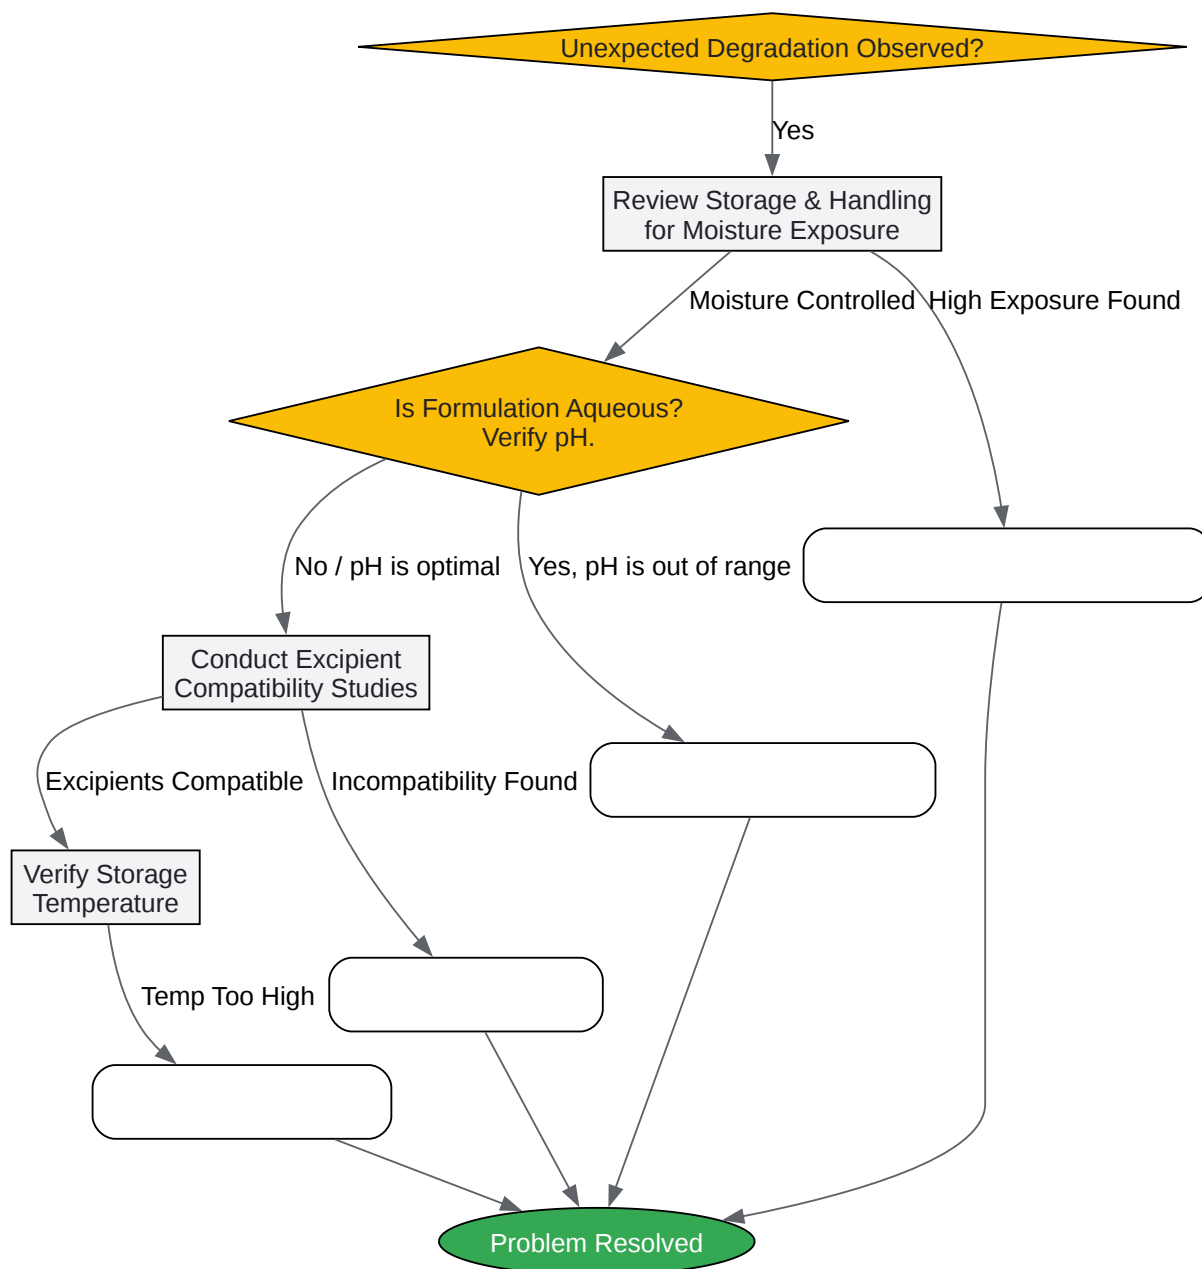 Unexpected Degradation Observed?
Yes
Review Storage & Handling
for Moisture Exposure
Moisture Controlled
High Exposure Found
Is Formulation Aqueous?
Verify pH.
No / pH is optimal
Yes, pH is out of range
Conduct Excipient
Compatibility Studies
Excipients Compatible
Incompatibility Found
Verify Storage
Temperature
Temp Too High
Problem Resolved